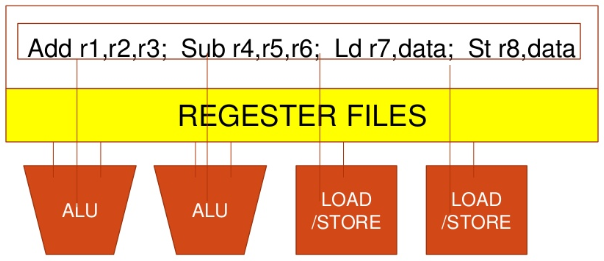 Add r1,r2,r3; Sub r4,r5,r6; Ld r7,data; St r8,data
REGESTER FILES
ALU
ALU
LOAD
/STORE
LOAD
/STORE